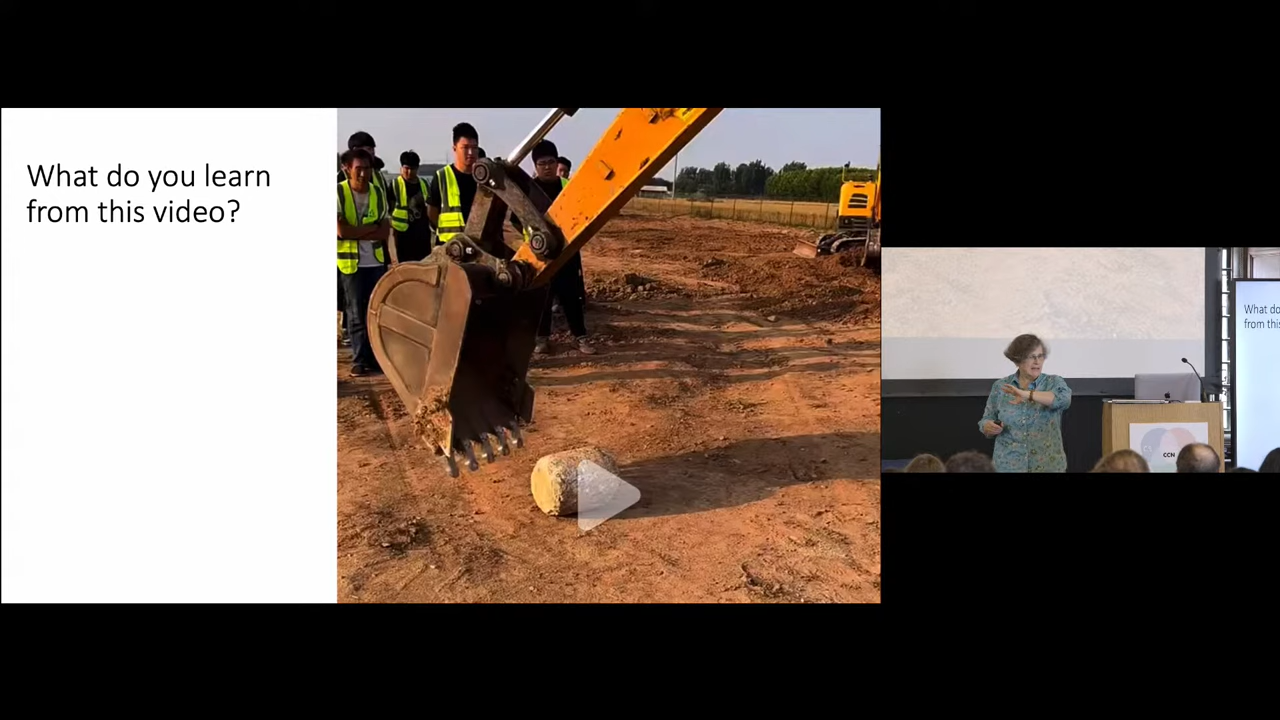 What do you learn
from this video?
What do
from this
CCN